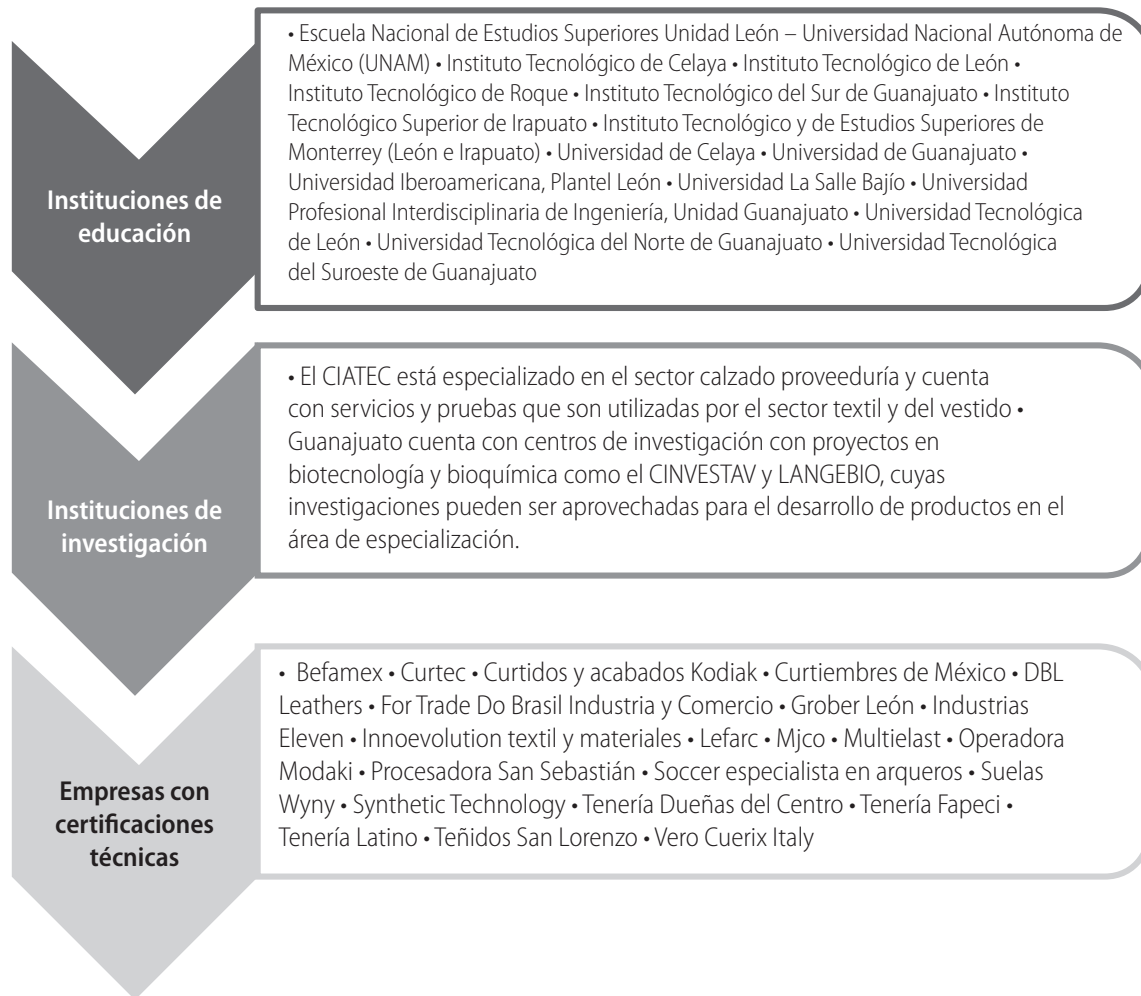 Instituciones de
educación
• Escuela Nacional de Estudios Superiores Unidad León – Universidad Nacional Autónoma de
México (UNAM) • Instituto Tecnológico de Celaya • Instituto Tecnológico de León •
Instituto Tecnológico de Roque • Instituto Tecnológico del Sur de Guanajuato • Instituto
Tecnológico Superior de Irapuato • Instituto Tecnológico y de Estudios Superiores de
Monterrey (León e Irapuato) • Universidad de Celaya • Universidad de Guanajuato •
Universidad Iberoamericana, Plantel León • Universidad La Salle Bajío • Universidad
Profesional Interdisciplinaria de Ingeniería, Unidad Guanajuato • Universidad Tecnológica
de León • Universidad Tecnológica del Norte de Guanajuato • Universidad Tecnológica
del Suroeste de Guanajuato
Instituciones de
investigación
• El CIATEC está especializado en el sector calzado proveeduría y cuenta
con servicios y pruebas que son utilizadas por el sector textil y del vestido •
Guanajuato cuenta con centros de investigación con proyectos en
biotecnología y bioquímica como el CINVESTAV y LANGEBIO, cuyas
investigaciones pueden ser aprovechadas para el desarrollo de productos en el
área de especialización.
Empresas con
certificaciones
técnicas
• Befamex • Curtec • Curtidos y acabados Kodiak • Curtiembres de México • DBL
Leathers • For Trade Do Brasil Industria y Comercio • Grober León • Industrias
Eleven • Innoevolution textil y materiales • Lefarc • Mjco • Multielast • Operadora
Modaki • Procesadora San Sebastián • Soccer especialista en arqueros • Suelas
Wyny • Synthetic Technology • Tenería Dueñas del Centro • Tenería Fapeci •
Tenería Latino • Teñidos San Lorenzo • Vero Cuerix Italy